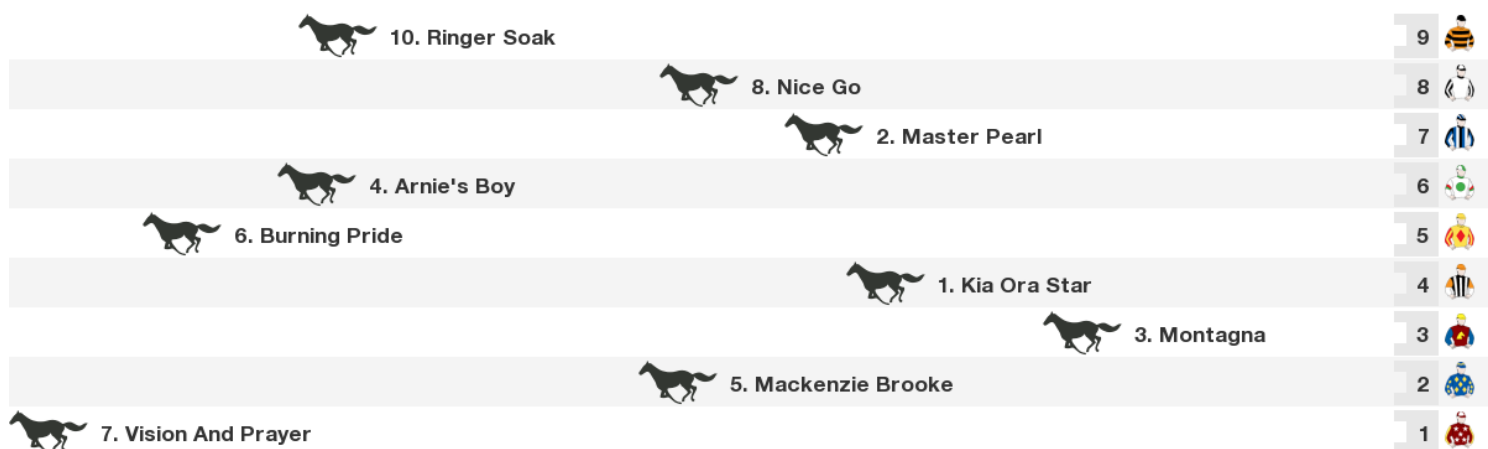 10. Ringer Soak 9
8. Nice Go 8
2. Master Pearl 7
4. Arnie's Boy 6
6. Burning Pride 5
1. Kia Ora Star 4
3. Montagna 3
5. Mackenzie Brooke 2
7. Vision And Prayer 1